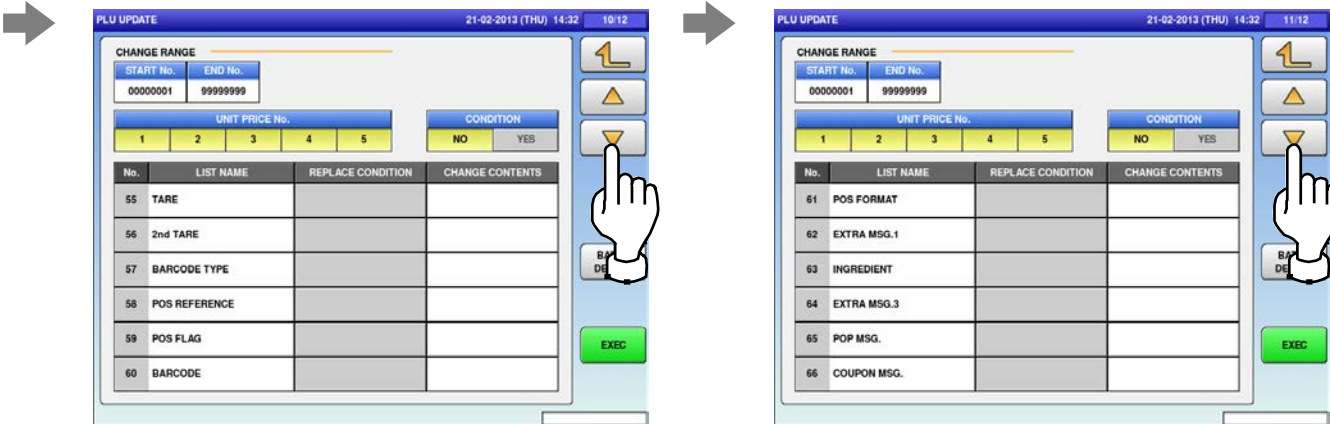 PLU UPDATE 21-02-2013 (THU) 14:32 10/12
CHANGE RANGE
START No. END No.
00000001 99999999
UNIT PRICE No. CONDITION
1 2 3 4 5 NO YES
No. LIST NAME REPLACE CONDITION CHANGE CONTENTS
55 TARE
56 2nd TARE
57 BARCODE TYPE
58 POS REFERENCE
59 POS FLAG
60 BARCODE
EXEC
PLU UPDATE 21-02-2013 (THU) 14:32 11/12
CHANGE RANGE
START No. END No.
00000001 99999999
UNIT PRICE No. CONDITION
1 2 3 4 5 NO YES
No. LIST NAME REPLACE CONDITION CHANGE CONTENTS
61 POS FORMAT
62 EXTRA MSG.1
63 INGREDIENT
64 EXTRA MSG.3
65 POP MSG.
66 COUPON MSG.
EXEC